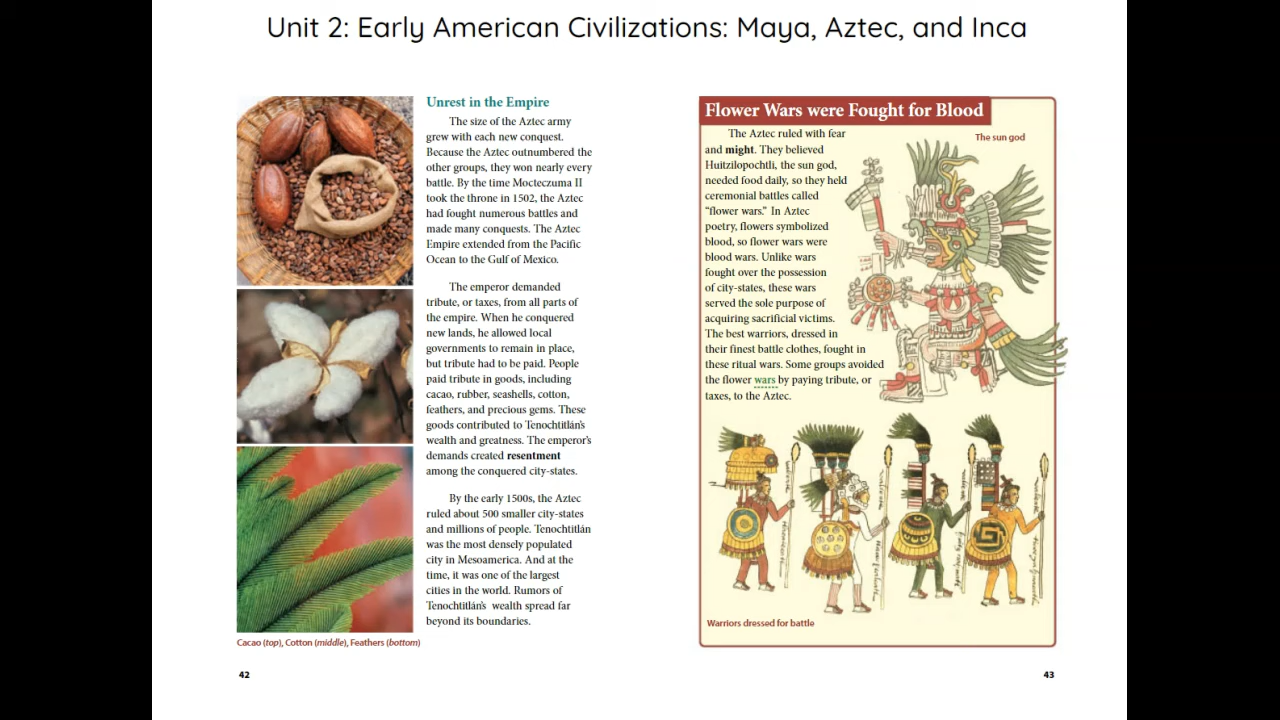 Unit 2: Early American Civilizations: Maya, Aztec, and Inca
Unrest in the Empire
The size of the Aztec army
grew with each new conquest.
Because the Aztec outnumbered the
other groups, they won nearly every
battle. By the time Mocteczuma II
took the throne in 1502, the Aztec
had fought numerous battles and
made many conquests. The Aztec
Empire extended from the Pacific
Ocean to the Gulf of Mexico.
The emperor demanded
tribute, or taxes, from all parts of
the empire. When he conquered
new lands, he allowed local
governments to remain in place,
but tribute had to be paid. People
paid tribute in goods, including
cacao, rubber, seashells, cotton,
feathers, and precious gems. These
goods contributed to Tenochtitlán's
wealth and greatness. The emperor's
demands created resentment
among the conquered city-states.
By the early 1500s, the Aztec
ruled about 500 smaller city-states
and millions of people. Tenochtitlán
was the most densely populated
city in Mesoamerica. And at the
time, it was one of the largest
cities in the world. Rumors of
Tenochtitlán's wealth spread far
beyond its boundaries.
Cacao (top), Cotton (middle), Feathers (bottom)
42
Flower Wars were Fought for Blood
The Aztec ruled with fear
and might. They believed
Huitzilopochtli, the sun god,
needed food daily, so they held
ceremonial battles called
"flower wars." In Aztec
poetry, flowers symbolized
blood, so flower wars were
blood wars. Unlike wars
fought over the possession
of city-states, these wars
served the sole purpose of
acquiring sacrificial victims.
The best warriors, dressed in
their finest battle clothes, fought in
these ritual wars. Some groups avoided
the flower wars by paying tribute, or
taxes, to the Aztec.
The sun god
Warriors dressed for battle
43